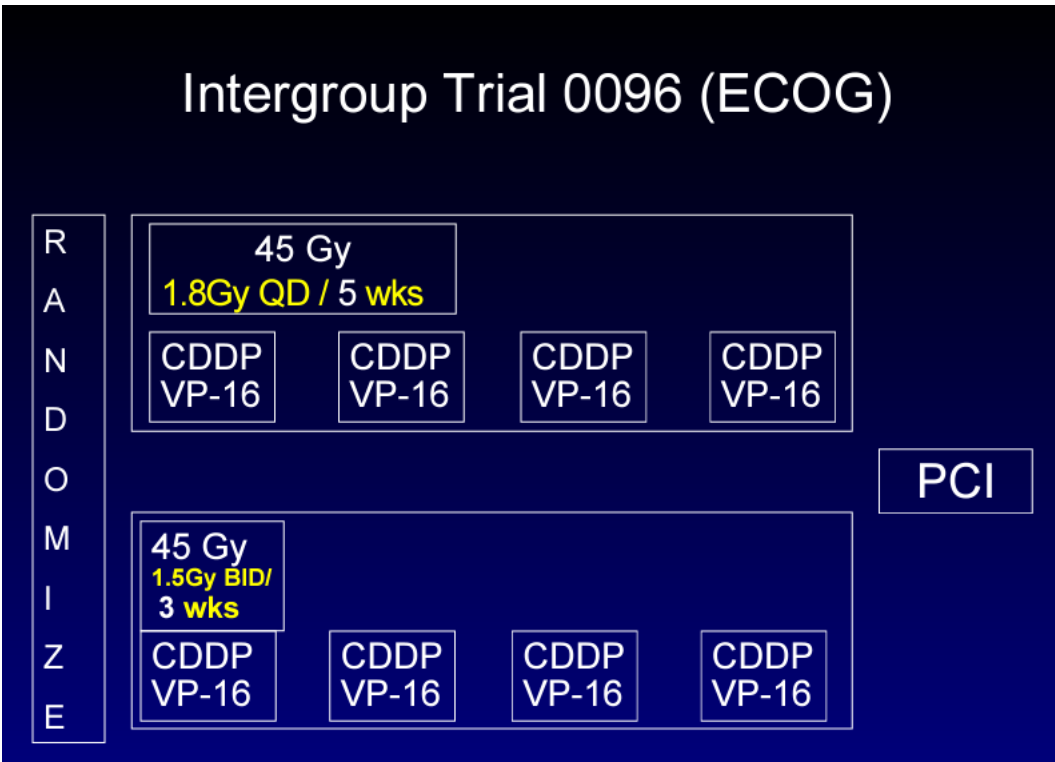 Intergroup Trial 0096 (ECOG)
R
A
N
D
O
M
I
Z
E
45 Gy
1.8Gy QD / 5 wks
CDDP
VP-16
CDDP
VP-16
CDDP
VP-16
CDDP
VP-16
45 Gy
1.5Gy BID/
3 wks
CDDP
VP-16
CDDP
VP-16
CDDP
VP-16
CDDP
VP-16
PCI